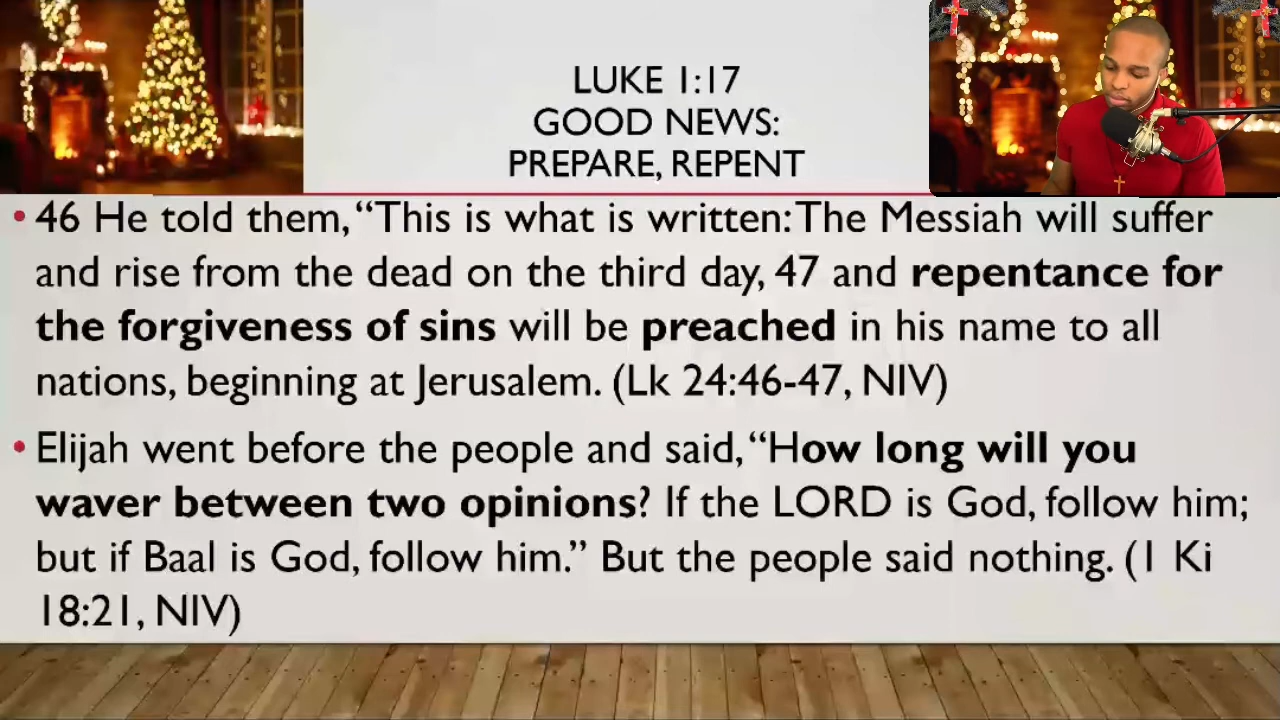 LUKE 1:17
GOOD NEWS:
PREPARE, REPENT
• 46 He told them, “This is what is written: The Messiah will suffer
and rise from the dead on the third day, 47 and repentance for
the forgiveness of sins will be preached in his name to all
nations, beginning at Jerusalem. (Lk 24:46-47, NIV)
• Elijah went before the people and said, “How long will you
waver between two opinions? If the LORD is God, follow him;
but if Baal is God, follow him.” But the people said nothing. (1 Ki
18:21, NIV)